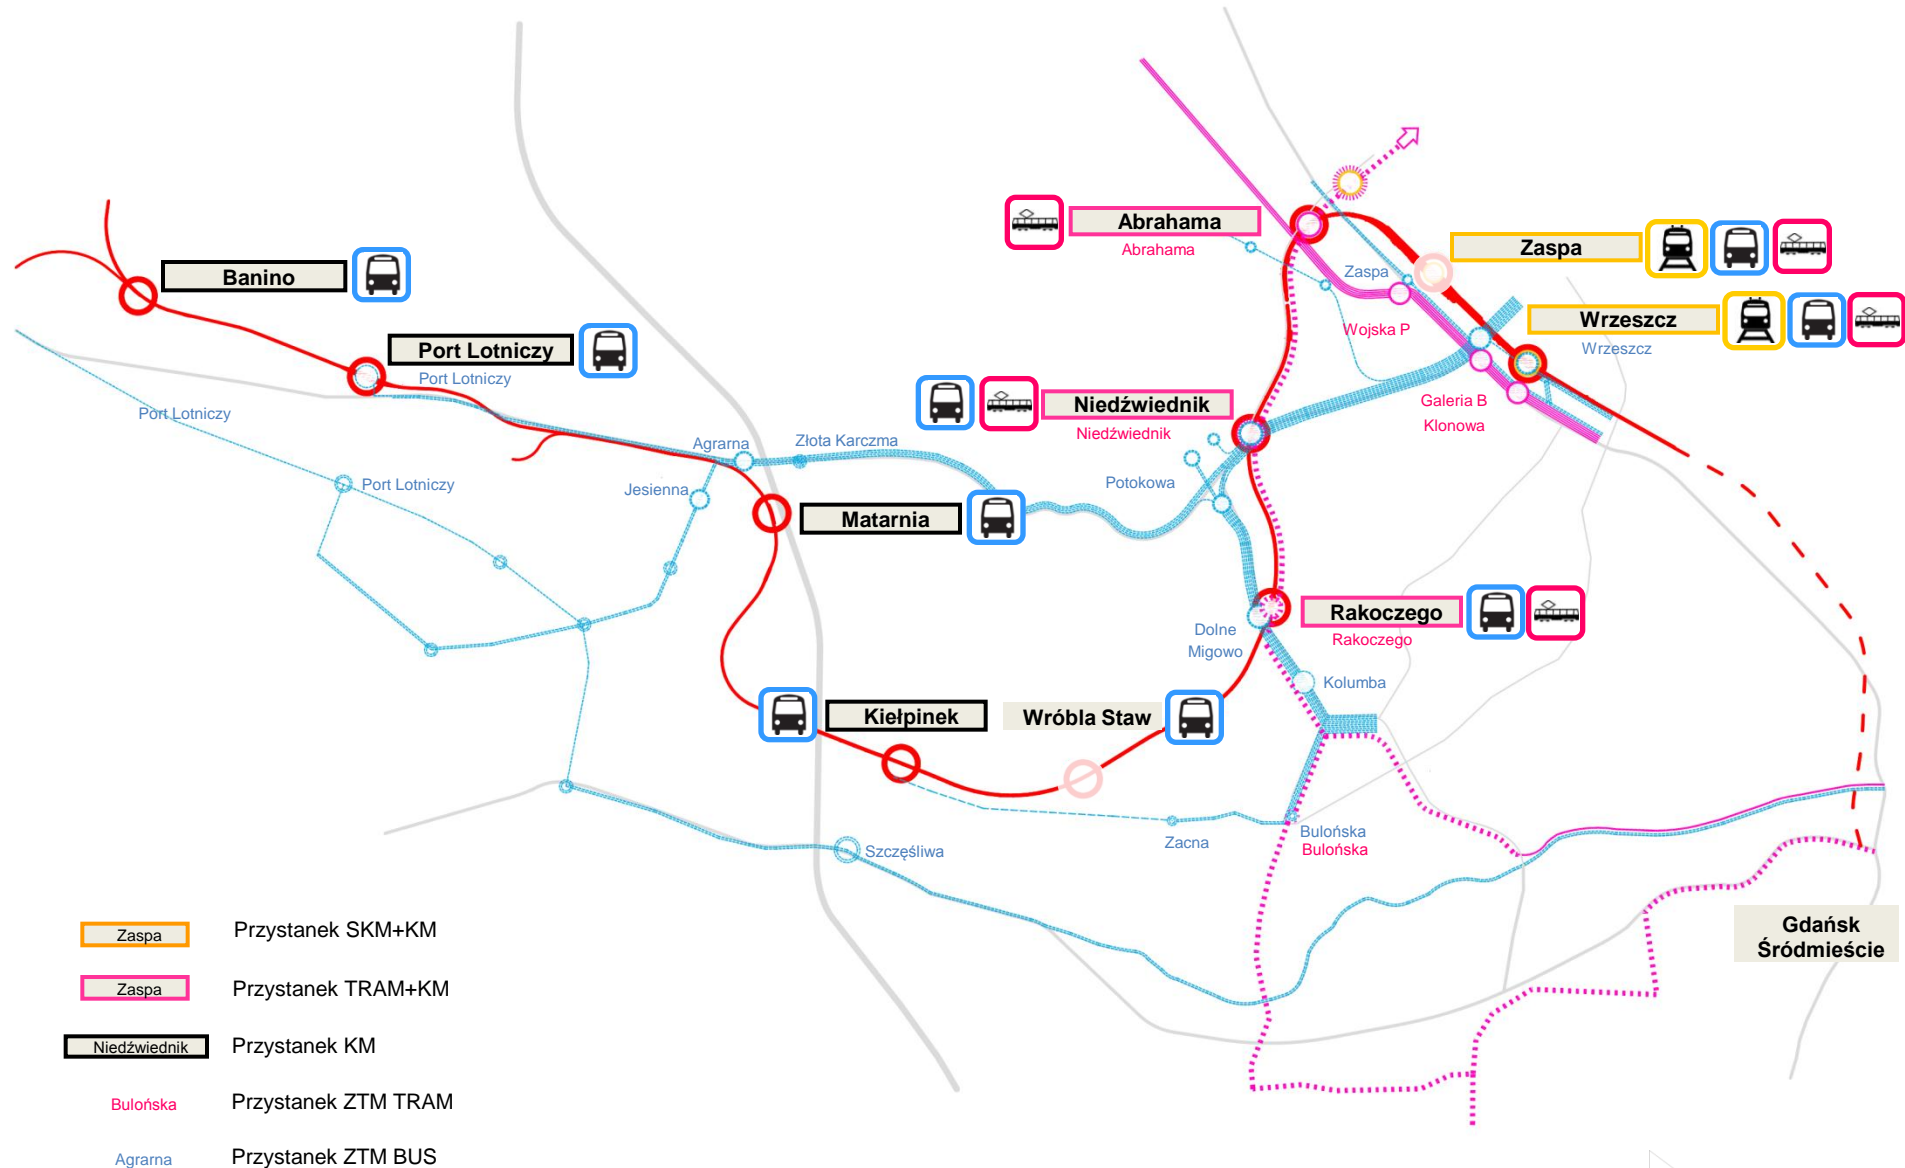 Abrahama
Abrahama
Zaspa
Banino
Zaspa
Port Lotniczy
Port Lotniczy
Wrzeszcz
Wrzeszcz
Wojska P
Port Lotniczy
Niedźwiednik
Niedźwiednik
Galeria B
Klonowa
Agrarna
Złota Karczma
Port Lotniczy
Jesienna
Potokowa
Matarnia
Rakoczego
Rakoczego
Dolne
Migowo
Kolumba
Kiełpinek
Wróbla Staw
Szczęśliwa
Zacna
Bulońska
Bulońska
Gdańsk
Śródmieście
Zaspa Przystanek SKM+KM
Zaspa Przystanek TRAM+KM
Niedźwiednik Przystanek KM
Bulońska Przystanek ZTM TRAM
Agrarna Przystanek ZTM BUS